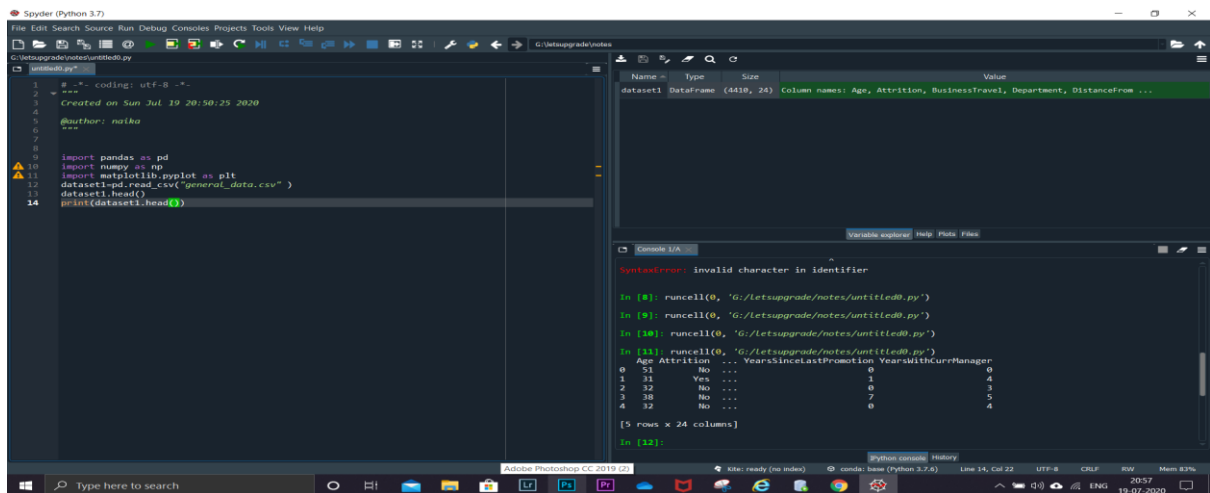 Spyder (Python 3.7)
File Edit Search Source Run Debug Consoles Projects Tools View Help
G:\letsupgrade\notes
G:\letsupgrade\notes\untitled0.py
untitled0.py*
1 # -*- coding: utf-8 -*-
2 """
3 Created on Sun Jul 19 20:50:25 2020
4
5 @author: naika
6 """
7
8
9 import pandas as pd
10 import numpy as np
11 import matplotlib.pyplot as plt
12 dataset1=pd.read_csv("general_data.csv" )
13 dataset1.head()
14 print(dataset1.head())
Name Type Size Value
dataset1 DataFrame (4410, 24) Column names: Age, Attrition, BusinessTravel, Department, DistanceFrom ...
Variable explorer Help Plots Files
Console 1/A
^
SyntaxError: invalid character in identifier
In [8]: runcell(0, 'G:/letsupgrade/notes/untitled0.py')
In [9]: runcell(0, 'G:/letsupgrade/notes/untitled0.py')
In [10]: runcell(0, 'G:/letsupgrade/notes/untitled0.py')
In [11]: runcell(0, 'G:/letsupgrade/notes/untitled0.py')
Age Attrition ... YearsSinceLastPromotion YearsWithCurrManager
0 51 No ... 0 0
1 31 Yes ... 1 4
2 32 No ... 0 3
3 38 No ... 7 5
4 32 No ... 0 4
[5 rows x 24 columns]
In [12]:
IPython console History
Adobe Photoshop CC 2019 (2)
Kite: ready (no index) conda: base (Python 3.7.6) Line 14, Col 22 UTF-8 CRLF RW Mem 83%
Type here to search
Lr Ps Pr
ENG
20:57
19-07-2020